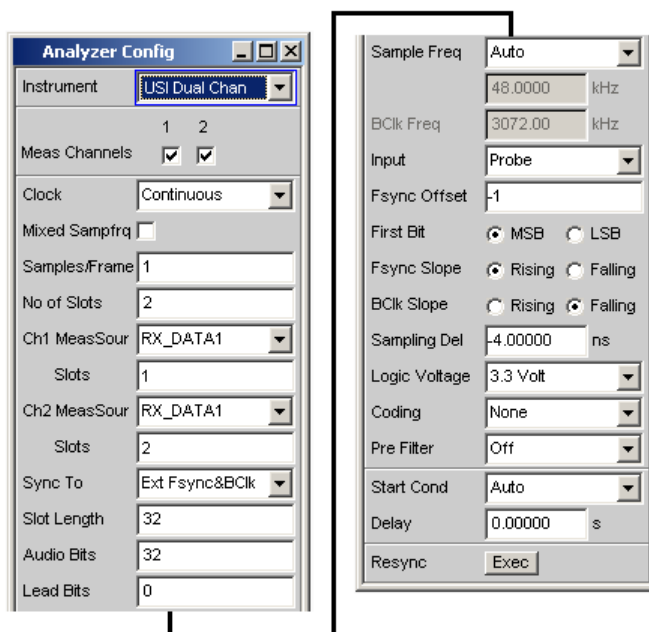 Analyzer Config
Instrument USI Dual Chan
1 2
Meas Channels
Clock Continuous
Mixed Sampfrq
Samples/Frame 1
No of Slots 2
Ch1 MeasSour RX_DATA1
Slots 1
Ch2 MeasSour RX_DATA1
Slots 2
Sync To Ext Fsync&BClk
Slot Length 32
Audio Bits 32
Lead Bits 0
Sample Freq Auto
48.0000 kHz
BClk Freq 3072.00 kHz
Input Probe
Fsync Offset -1
First Bit MSB LSB
Fsync Slope Rising Falling
BClk Slope Rising Falling
Sampling Del -4.00000 ns
Logic Voltage 3.3 Volt
Coding None
Pre Filter Off
Start Cond Auto
Delay 0.00000 s
Resync Exec